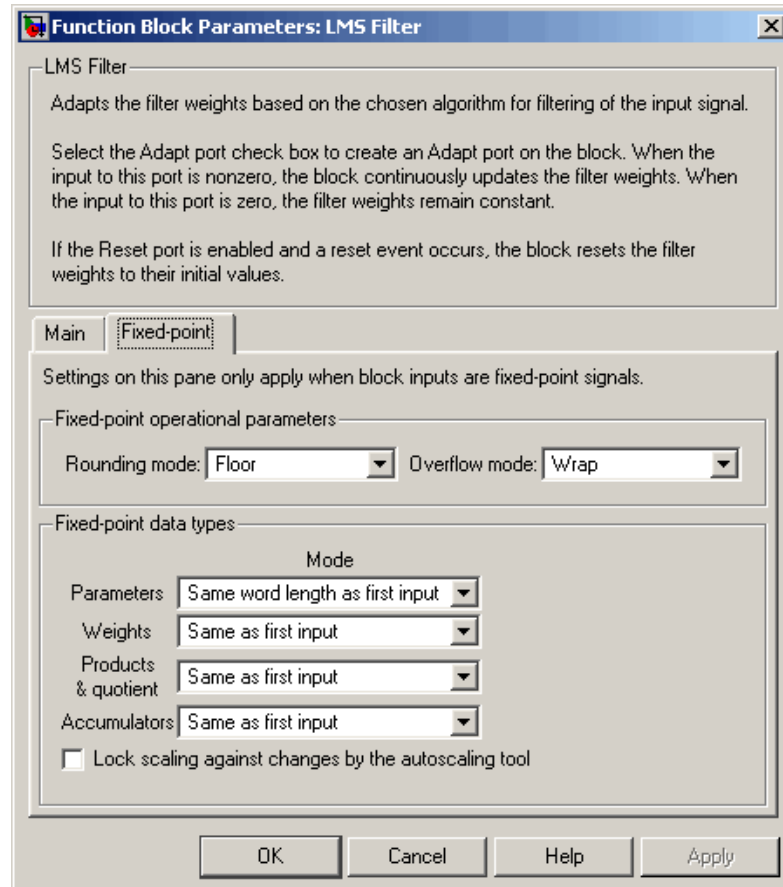 Function Block Parameters: LMS Filter
LMS Filter
Adapts the filter weights based on the chosen algorithm for filtering of the input signal.
Select the Adapt port check box to create an Adapt port on the block. When the
input to this port is nonzero, the block continuously updates the filter weights. When
the input to this port is zero, the filter weights remain constant.
If the Reset port is enabled and a reset event occurs, the block resets the filter
weights to their initial values.
Main Fixed-point
Settings on this pane only apply when block inputs are fixed-point signals.
Fixed-point operational parameters
Rounding mode: Floor Overflow mode: Wrap
Fixed-point data types
Mode
Parameters Same word length as first input
Weights Same as first input
Products
& quotient Same as first input
Accumulators Same as first input
Lock scaling against changes by the autoscaling tool
OK Cancel Help Apply